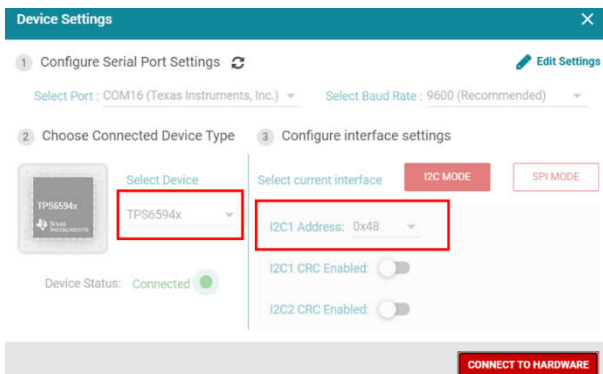 Device Settings ✕
1 Configure Serial Port Settings
Edit Settings
Select Port : COM16 (Texas Instruments, Inc.)
Select Baud Rate : 9600 (Recommended)
2 Choose Connected Device Type
3 Configure interface settings
TPS6594x
TEXAS INSTRUMENTS
Select Device
TPS6594x
Device Status: Connected
Select current interface
I2C MODE
SPI MODE
I2C1 Address: 0x48
I2C1 CRC Enabled:
I2C2 CRC Enabled:
CONNECT TO HARDWARE